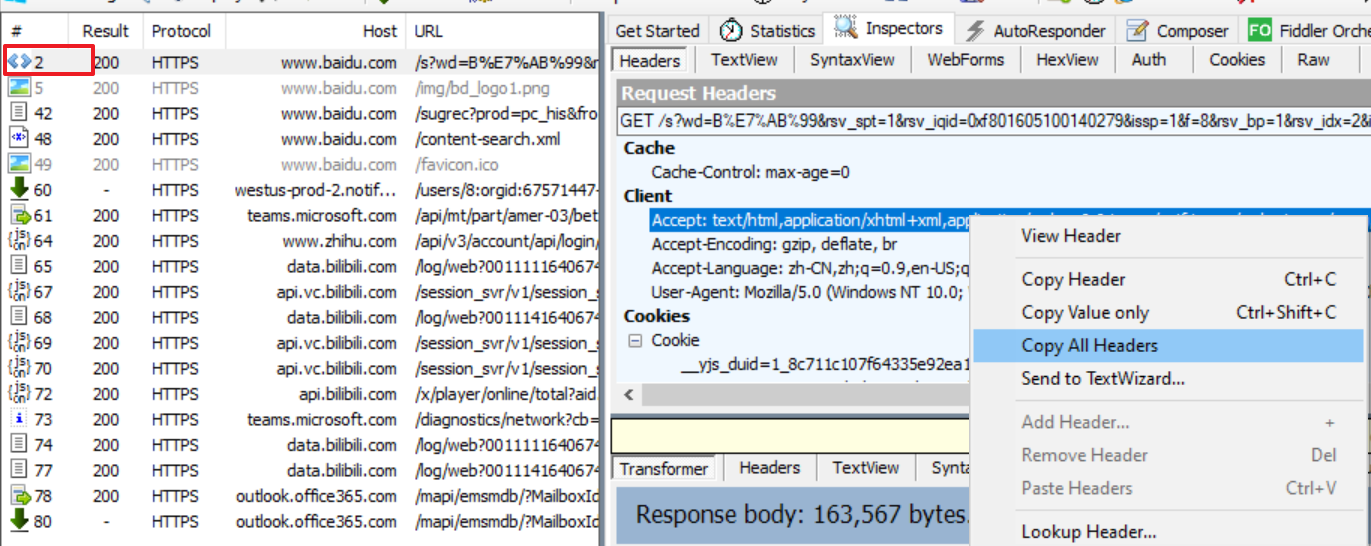 # Result Protocol Host URL
2 200 HTTPS www.baidu.com /s?wd=B%E7%AB%99&r
5 200 HTTPS www.baidu.com /img/bd_logo1.png
42 200 HTTPS www.baidu.com /sugrec?prod=pc_his&fro
48 200 HTTPS www.baidu.com /content-search.xml
49 200 HTTPS www.baidu.com /favicon.ico
60 - HTTPS westus-prod-2.notif... /users/8:orgid:67571447-
61 200 HTTPS teams.microsoft.com /api/mt/part/amer-03/bet
64 200 HTTPS www.zhihu.com /api/v3/account/api/login/
65 200 HTTPS data.bilibili.com /log/web?0011111640674
67 200 HTTPS api.vc.bilibili.com /session_svr/v1/session_s
68 200 HTTPS data.bilibili.com /log/web?0011111640674
69 200 HTTPS api.vc.bilibili.com /session_svr/v1/session_s
70 200 HTTPS api.vc.bilibili.com /session_svr/v1/session_s
72 200 HTTPS api.bilibili.com /x/player/online/total?aid
73 200 HTTPS teams.microsoft.com /diagnostics/network?cb=
74 200 HTTPS data.bilibili.com /log/web?0011111640674
77 200 HTTPS data.bilibili.com /log/web?0011141640674
78 200 HTTPS outlook.office365.com /mapi/emsmdb/?MailboxId
80 - HTTPS outlook.office365.com /mapi/emsmdb/?MailboxId
Get Started Statistics Inspectors AutoResponder Composer FO Fiddler Orche
Headers TextView SyntaxView WebForms HexView Auth Cookies Raw
Request Headers
GET /s?wd=B%E7%AB%99&rsv_spt=1&rsv_iqid=0xf801605100140279&issp=1&f=8&rsv_bp=1&rsv_idx=2&i
Cache
Cache-Control: max-age=0
Client
Accept: text/html,application/xhtml+xml,
Accept-Encoding: gzip, deflate, br
Accept-Language: zh-CN,zh;q=0.9,en-US;q
User-Agent: Mozilla/5.0 (Windows NT 10.0;
Cookies
Cookie
__yjs_duid=1_8c711c107f64335e92ea1
View Header
Copy Header Ctrl+C
Copy Value only Ctrl+Shift+C
Copy All Headers
Send to TextWizard...
Add Header... +
Remove Header Del
Paste Headers Ctrl+V
Lookup Header...
Transformer Headers TextView Synta
Response body: 163,567 bytes.